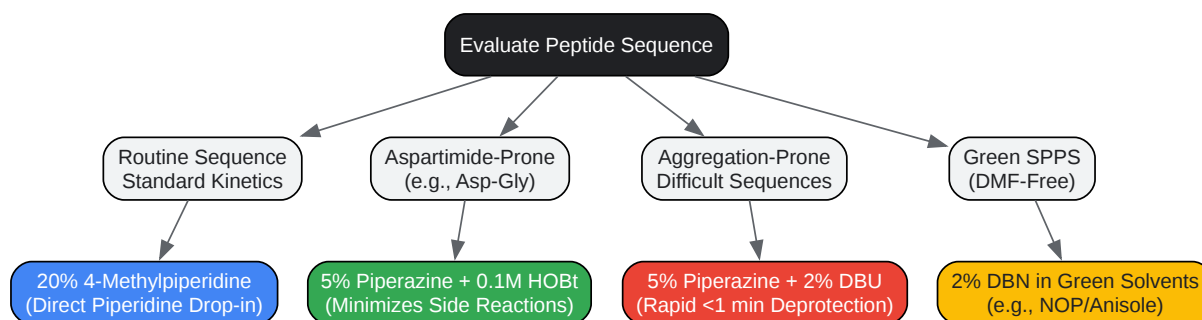 Evaluate Peptide Sequence
Routine Sequence
Standard Kinetics
Aspartimide-Prone
(e.g., Asp-Gly)
Aggregation-Prone
Difficult Sequences
Green SPPS
(DMF-Free)
20% 4-Methylpiperidine
(Direct Piperidine Drop-in)
5% Piperazine + 0.1M HOBt
(Minimizes Side Reactions)
5% Piperazine + 2% DBU
(Rapid <1 min Deprotection)
2% DBN in Green Solvents
(e.g., NOP/Anisole)